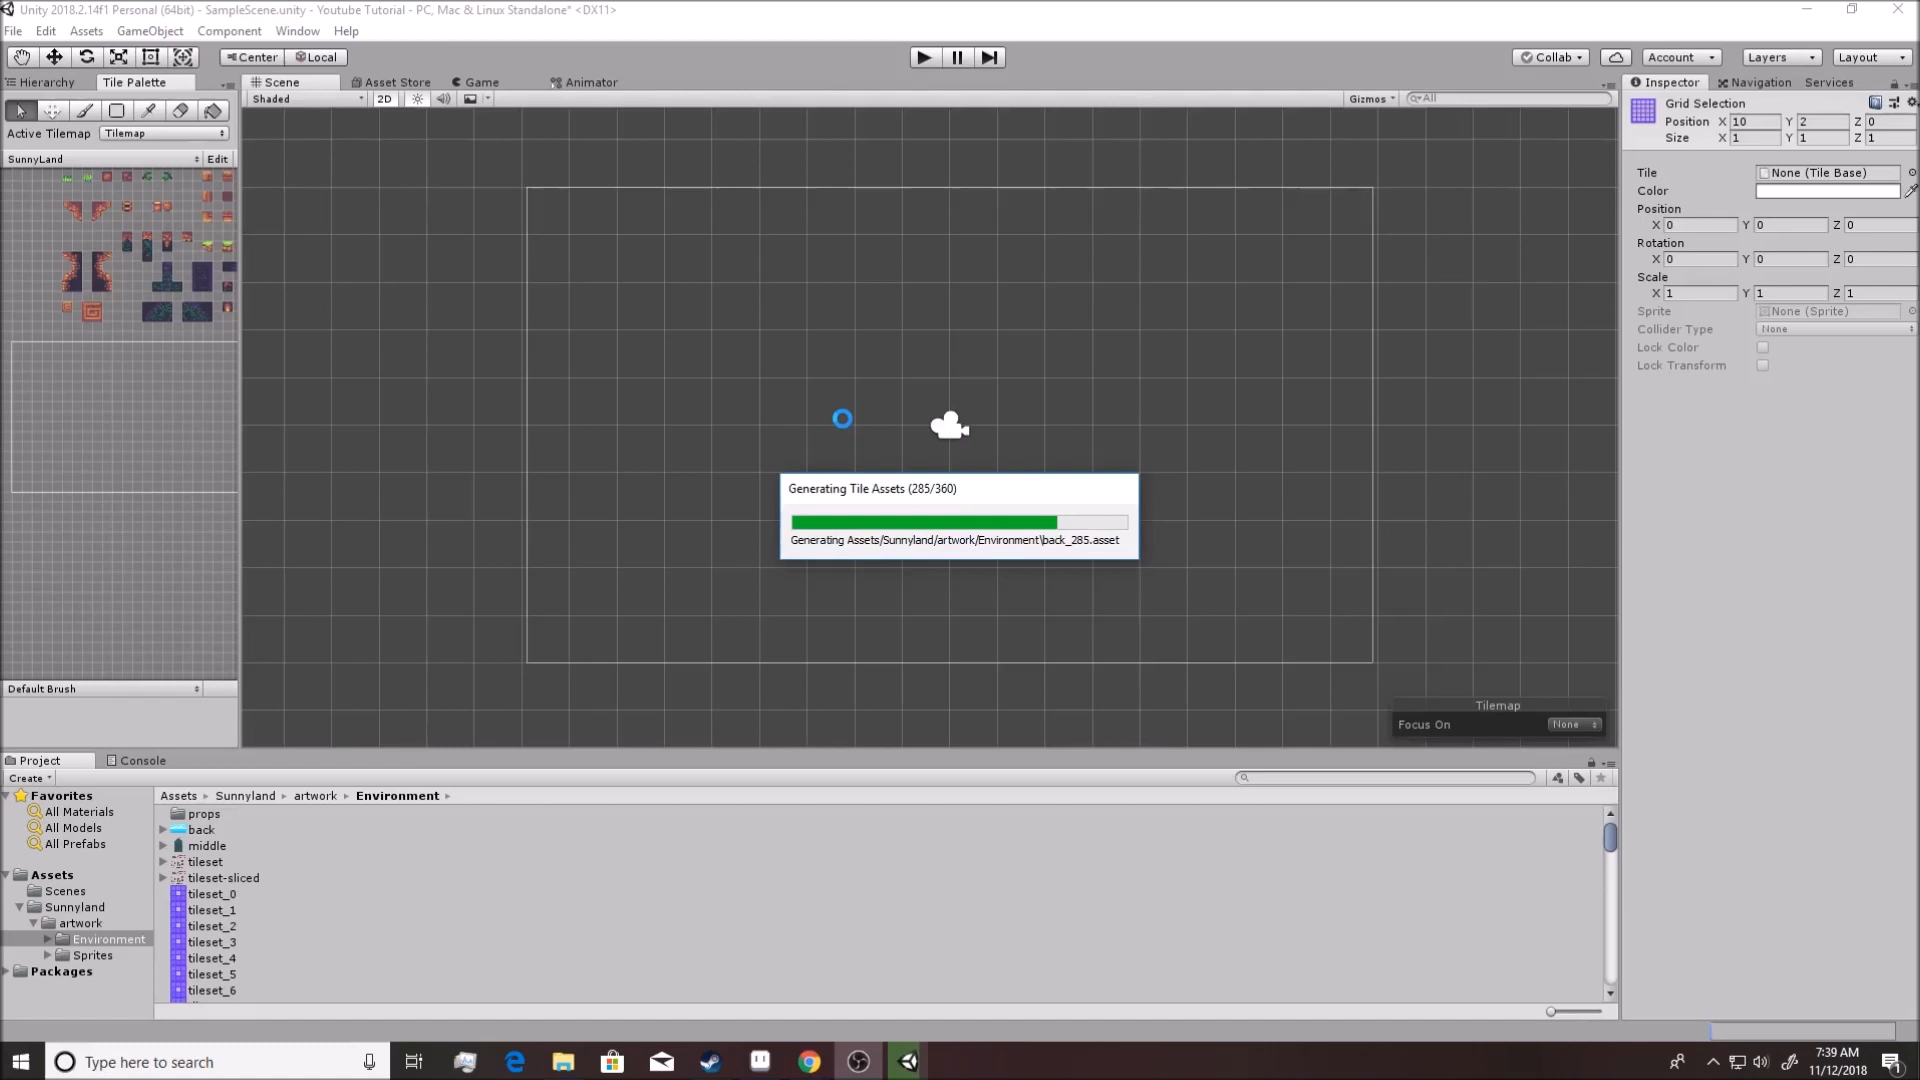 Unity 2018.2.14f1 Personal (64bit) - SampleScene.unity - Youtube Tutorial - PC, Mac & Linux Standalone* <DX11>
File Edit Assets GameObject Component Window Help
Center Local Collab Account Layers Layout
Hierarchy Tile Palette Scene Asset Store Game Animator Inspector Navigation Services
Shaded 2D Gizmos All
Grid Selection
Position X 10 Y 2 Z 0
Size X 1 Y 1 Z 1
Active Tilemap Tilemap
SunnyLand Edit
Tile None (Tile Base)
Color
Position
X 0 Y 0 Z 0
Rotation
X 0 Y 0 Z 0
Scale
X 1 Y 1 Z 1
Sprite None (Sprite)
Collider Type None
Lock Color
Lock Transform
Generating Tile Assets (285/360)
Generating Assets/Sunnyland/artwork/Environment\back_285.asset
Default Brush
Tilemap
Focus On None
Project Console
Create
Favorites
All Materials
All Models
All Prefabs
Assets
Scenes
Sunnyland
artwork
Environment
Sprites
Packages
Assets Sunnyland artwork Environment
props
back
middle
tileset
tileset-sliced
tileset_0
tileset_1
tileset_2
tileset_3
tileset_4
tileset_5
tileset_6
Type here to search
7:39 AM
11/12/2018
1